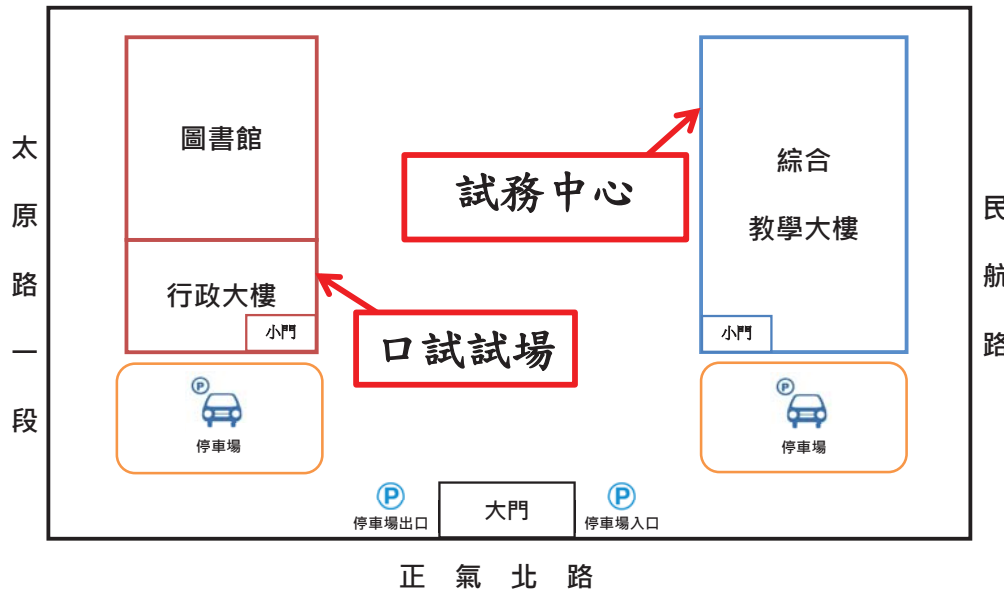 圖書館
綜合
教學大樓
試務中心
太原路一段
民航路
行政大樓
小門
小門
口試試場
P
停車場
P
停車場
P
停車場出口
大門
P
停車場入口
正氣北路